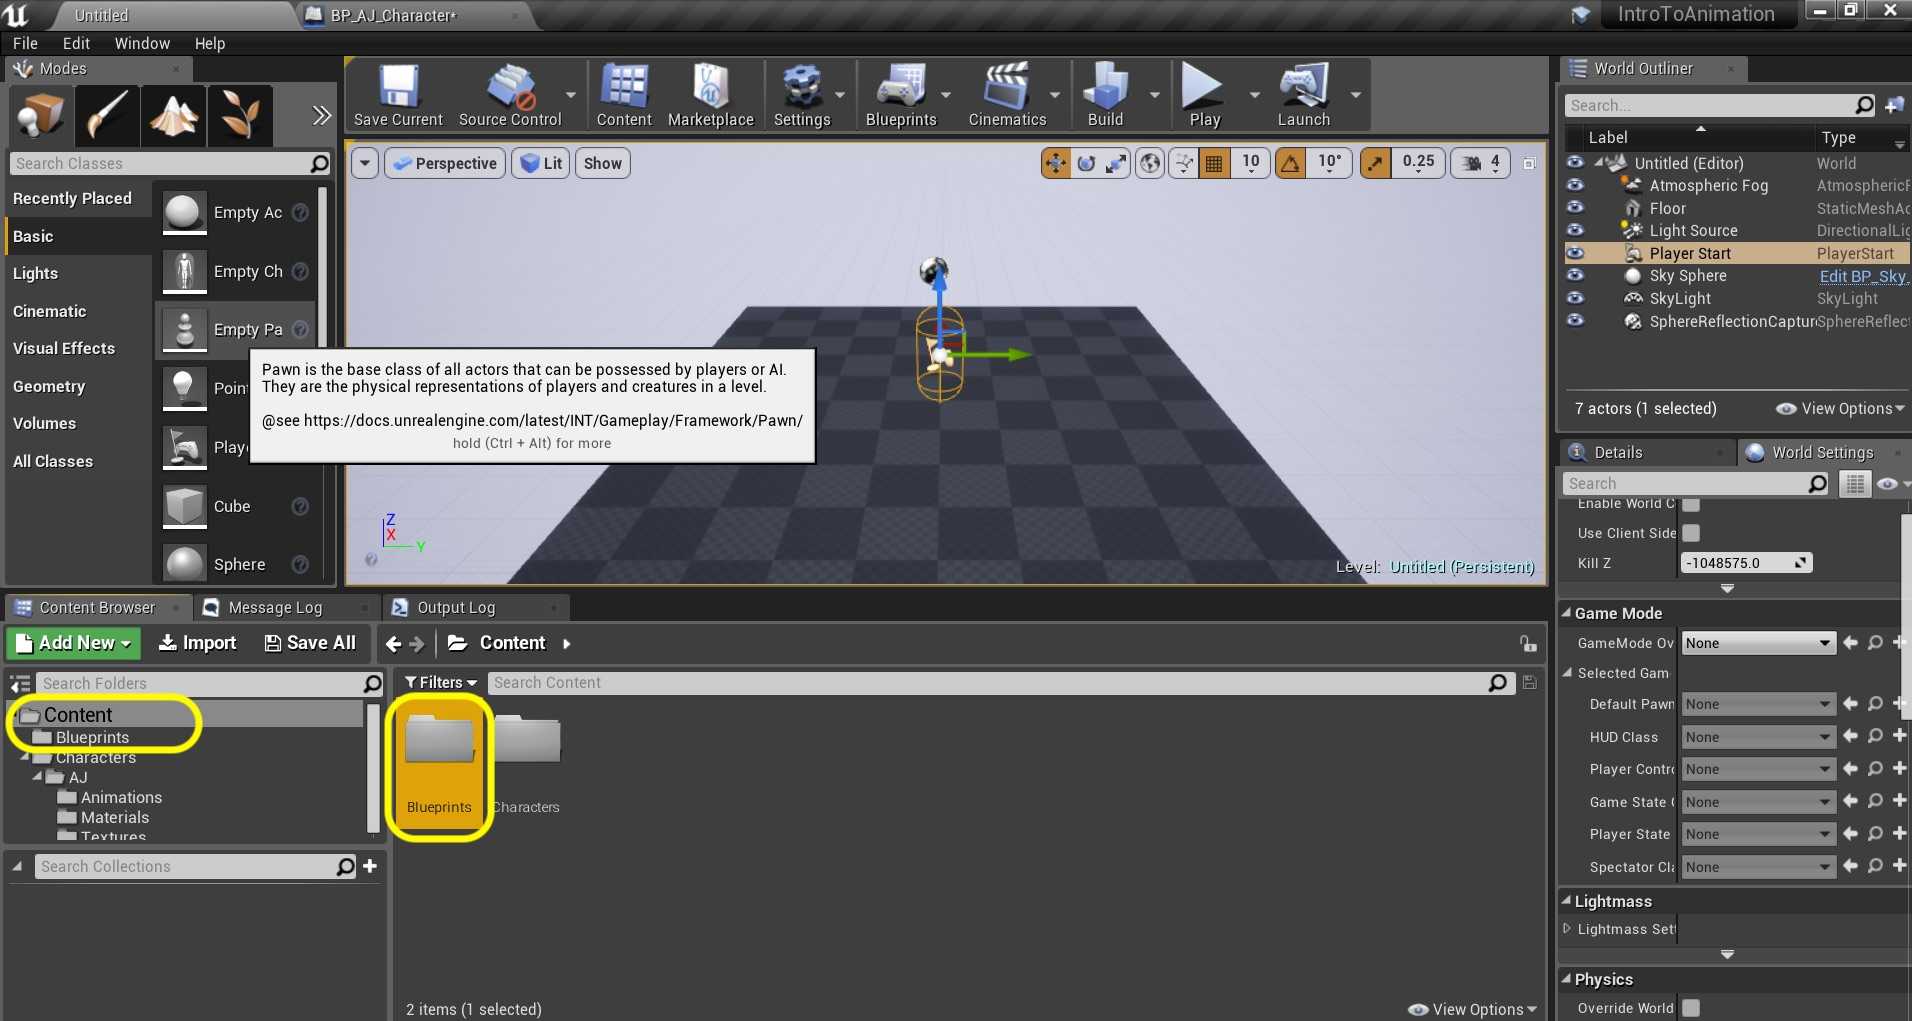 Untitled
BP_AJ_Character*
IntroToAnimation
File Edit Window Help
Modes
Search Classes
Recently Placed
Basic
Lights
Cinematic
Visual Effects
Geometry
Volumes
All Classes
Empty Ac
Empty Ch
Empty Pa
Poin
Playe
Cube
Sphere
Pawn is the base class of all actors that can be possessed by players or AI.
They are the physical representations of players and creatures in a level.
@see https://docs.unrealengine.com/latest/INT/Gameplay/Framework/Pawn/
hold (Ctrl + Alt) for more
Save Current
Source Control
Content
Marketplace
Settings
Blueprints
Cinematics
Build
Play
Launch
Perspective
Lit
Show
10
10°
0.25
4
Z
X
Y
Level: Untitled (Persistent)
World Outliner
Search...
Label Type
Untitled (Editor) World
Atmospheric Fog AtmosphericF
Floor StaticMeshAc
Light Source DirectionalLig
Player Start PlayerStart
Sky Sphere Edit BP_Sky
SkyLight SkyLight
SphereReflectionCaptur SphereReflect
7 actors (1 selected)
View Options
Details
World Settings
Search
Enable World C
Use Client Side
Kill Z -1048575.0
Game Mode
GameMode Ov None
Selected Gam
Default Pawn None
HUD Class None
Player Contro None
Game State C None
Player State None
Spectator Cla None
Lightmass
Lightmass Sett
Physics
Override World
Content Browser
Message Log
Output Log
Add New
Import
Save All
Content
Search Folders
Content
Blueprints
Characters
AJ
Animations
Materials
Textures
Search Collections
Filters
Search Content
Blueprints
Characters
2 items (1 selected)
View Options